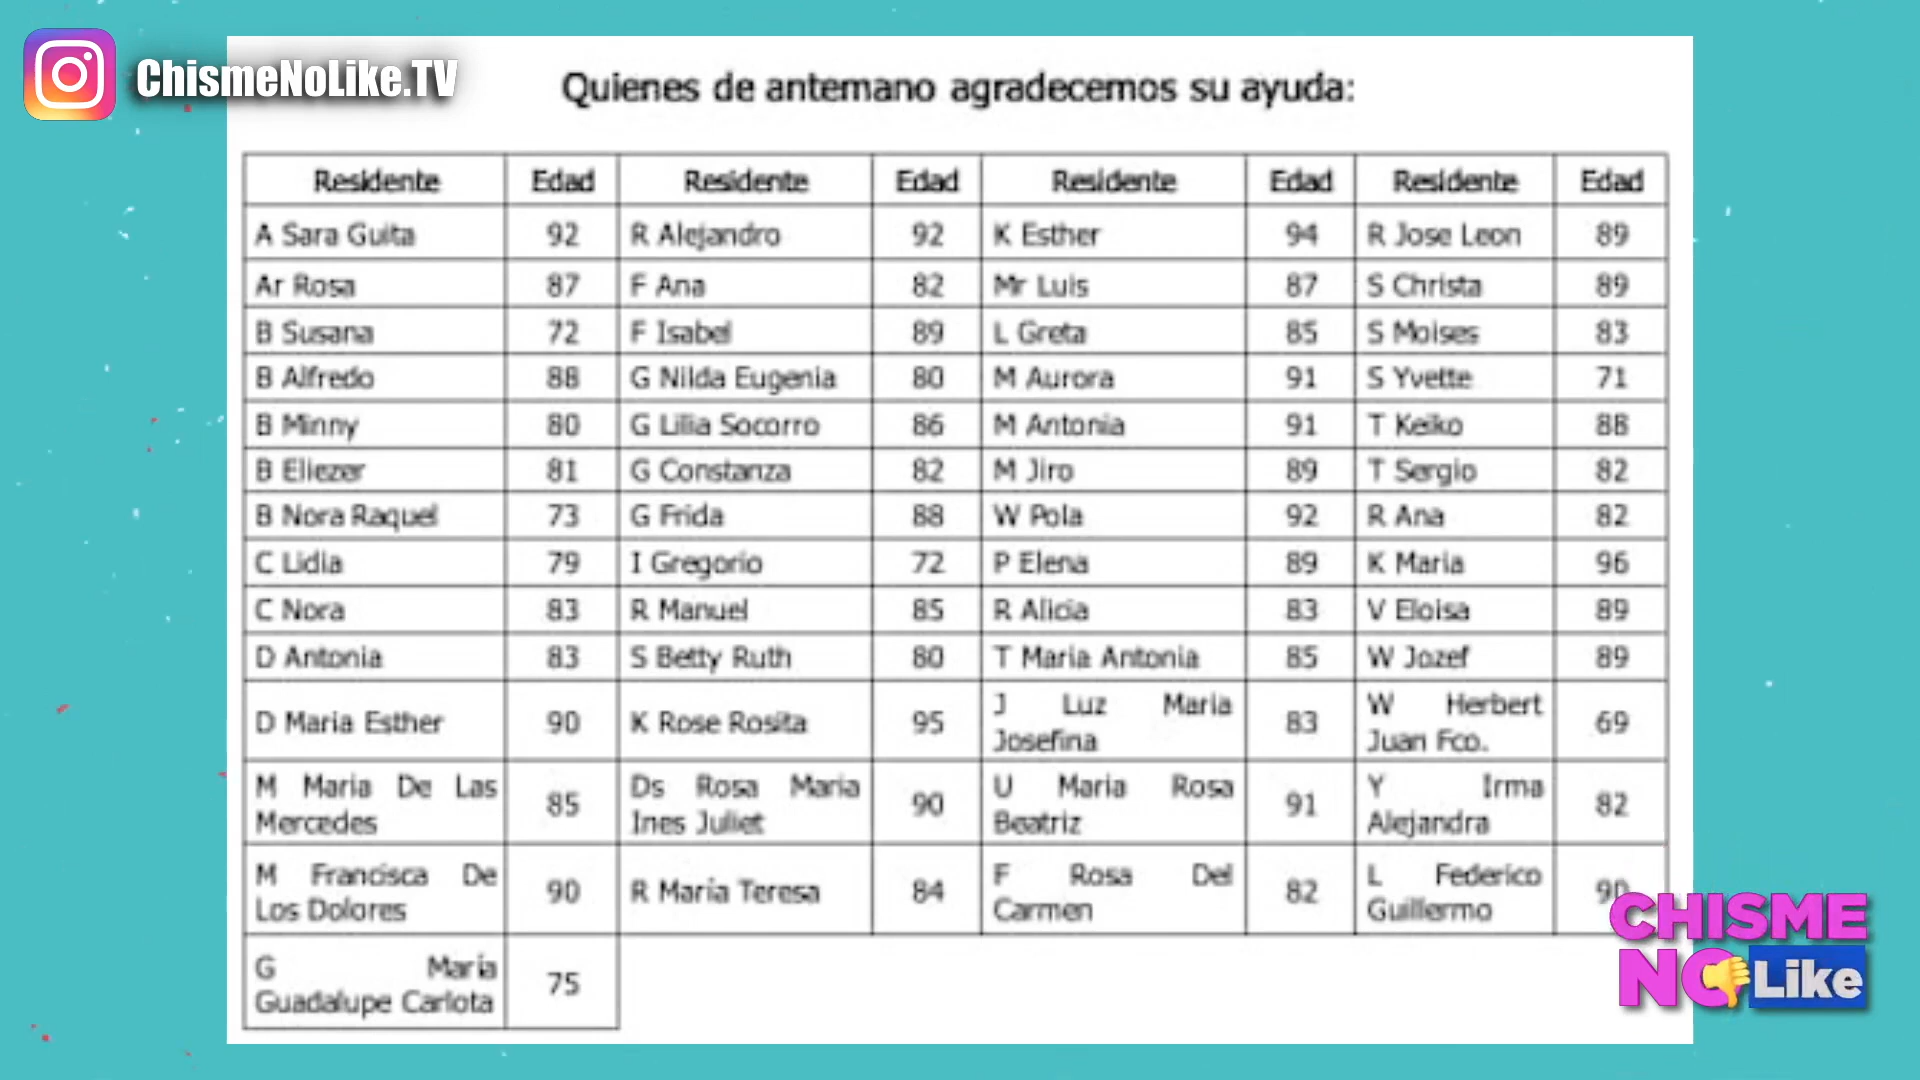 ChismeNoLike.TV
Quienes de antemano agradecemos su ayuda:
Residente Edad Residente Edad Residente Edad Residente Edad
A Sara Guita 92 R Alejandro 92 K Esther 94 R Jose Leon 89
Ar Rosa 87 F Ana 82 Mr Luis 87 S Christa 89
B Susana 72 F Isabel 89 L Greta 85 S Moises 83
B Alfredo 88 G Nilda Eugenia 80 M Aurora 91 S Yvette 71
B Minny 80 G Lilia Socorro 86 M Antonia 91 T Keiko 88
B Eliezer 81 G Constanza 82 M Jiro 89 T Sergio 82
B Nora Raquel 73 G Frida 88 W Pola 92 R Ana 82
C Lidia 79 I Gregorio 72 P Elena 89 K Maria 96
C Nora 83 R Manuel 85 R Alicia 83 V Eloisa 89
D Antonia 83 S Betty Ruth 80 T Maria Antonia 85 W Jozef 89
D Maria Esther 90 K Rose Rosita 95 J Luz Maria Josefina 83 W Herbert Juan Fco. 69
M Maria De Las Mercedes 85 Ds Rosa Maria Ines Juliet 90 U Maria Rosa Beatriz 91 Y Irma Alejandra 82
M Francisca De Los Dolores 90 R María Teresa 84 F Rosa Del Carmen 82 L Federico Guillermo 90
G María Guadalupe Carlota 75
CHISME
NO Like